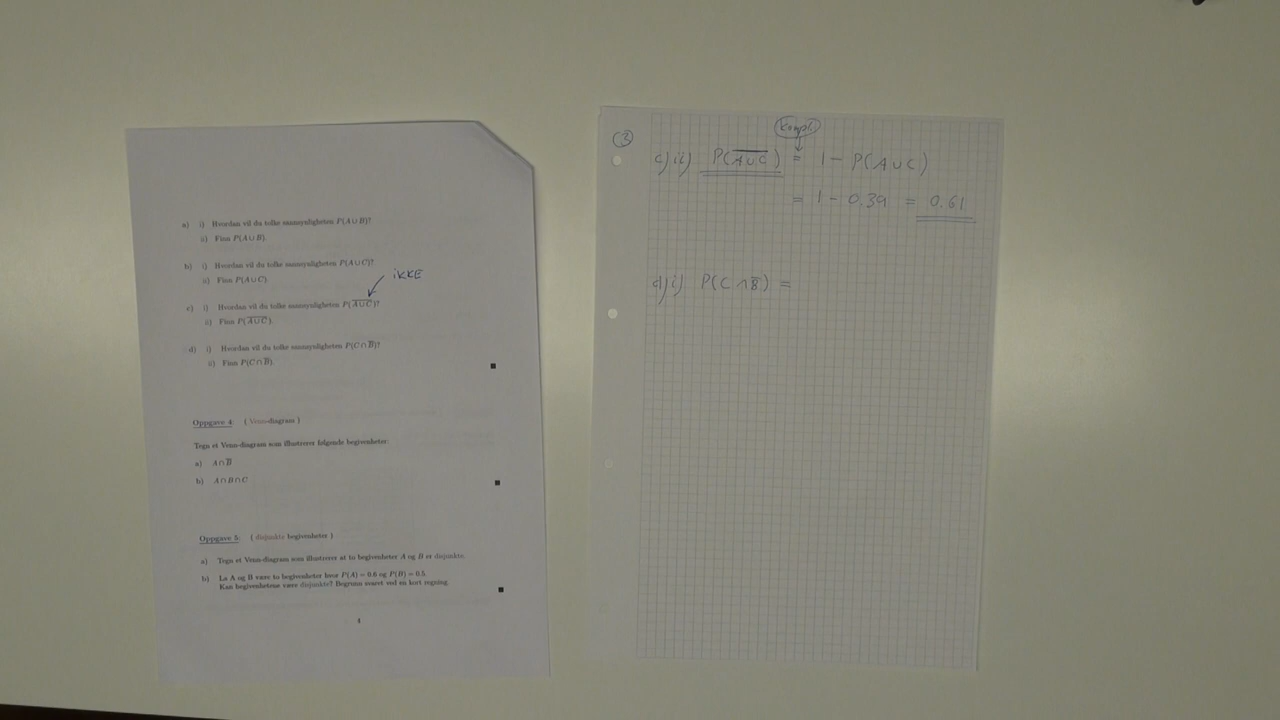 a) i) Hvordan vil du tolke sannsynligheten P(A∪B)?
ii) Finn P(A∪B).
b) i) Hvordan vil du tolke sannsynligheten P(A∪C)?
ii) Finn P(A∪C).
IKKE
c) i) Hvordan vil du tolke sannsynligheten P(A̅∪̅C̅)?
ii) Finn P(A̅∪̅C̅).
d) i) Hvordan vil du tolke sannsynligheten P(C∩B̅)?
ii) Finn P(C∩B̅).
Oppgave 4: ( Venn-diagram )
Tegn et Venn-diagram som illustrerer følgende begivenheter:
a) A∩B̅
b) A∩B∩C
Oppgave 5: ( disjunkte begivenheter )
a) Tegn et Venn-diagram som illustrerer at to begivenheter A og B er disjunkte.
b) La A og B være to begivenheter hvor P(A) = 0.6 og P(B) = 0.5.
Kan begivenhetene være disjunkte? Begrunn svaret ved en kort regning.
4
③
kompl.
c) ii) P(A̅∪̅C̅) = 1 - P(A∪C)
= 1 - 0.39 = 0.61
d) i) P(C∩B̅) =